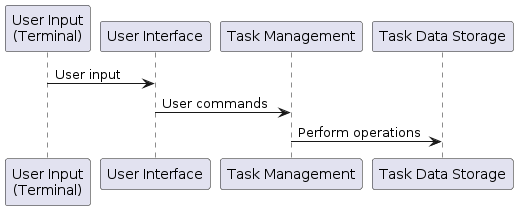 User Input
(Terminal)
User Interface
Task Management
Task Data Storage
User input
User commands
Perform operations
User Input
(Terminal)
User Interface
Task Management
Task Data Storage